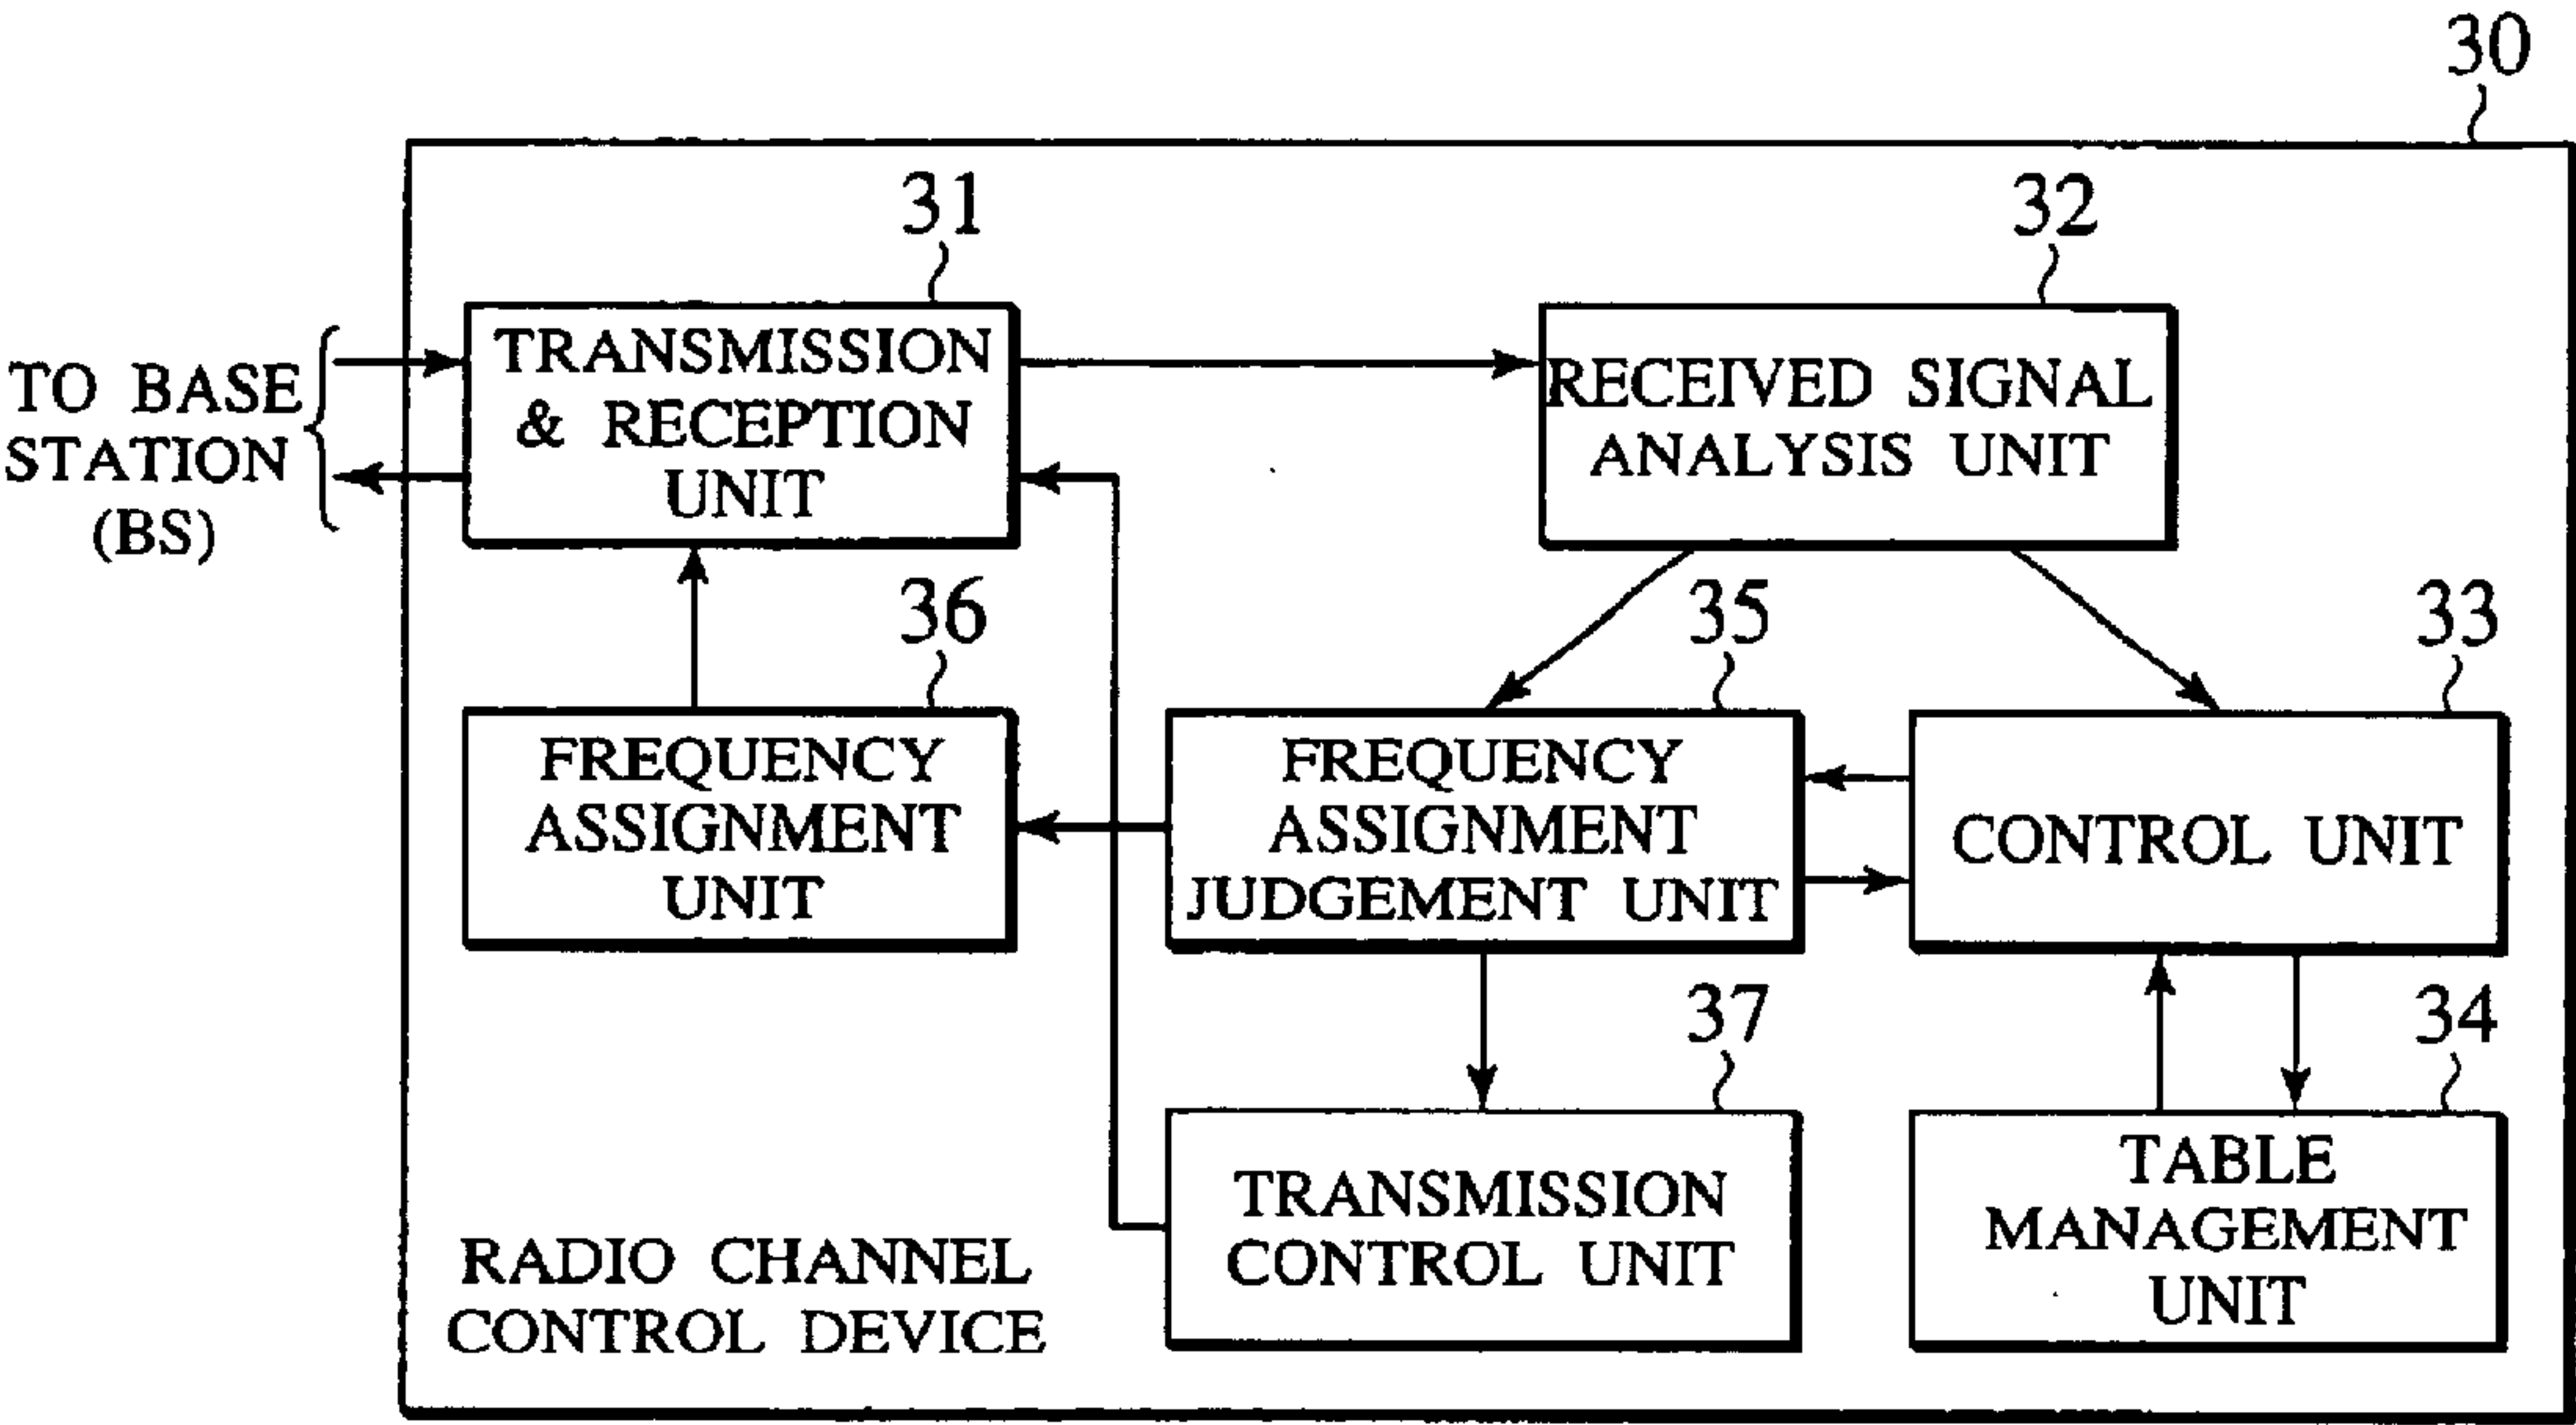 30
31
32
TO BASE
STATION
(BS)
TRANSMISSION
& RECEPTION
UNIT
RECEIVED SIGNAL
ANALYSIS UNIT
36
35
33
FREQUENCY
ASSIGNMENT
UNIT
FREQUENCY
ASSIGNMENT
JUDGEMENT UNIT
CONTROL UNIT
37
34
TRANSMISSION
CONTROL UNIT
TABLE
MANAGEMENT
UNIT
RADIO CHANNEL
CONTROL DEVICE